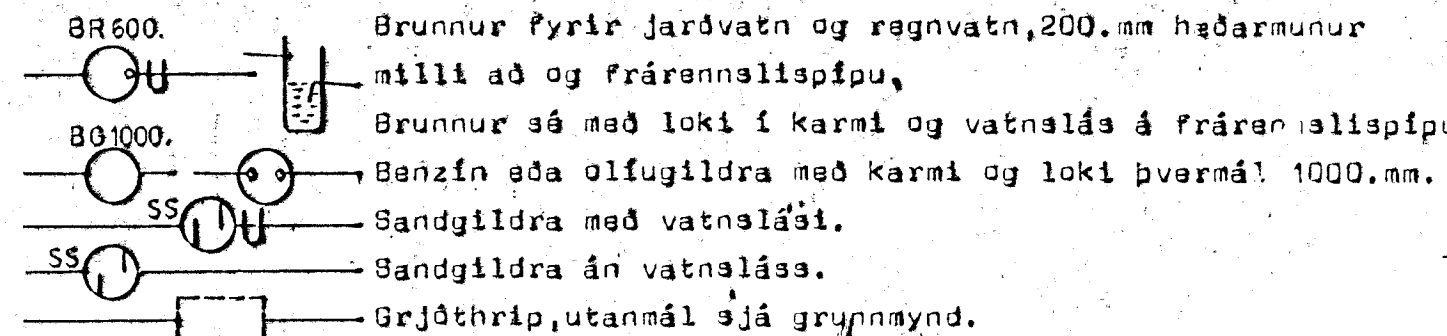 BR600. Brunnur fyrir jarðvatn og regnvatn,200.mm hæðarmunur
milli að og frárennslispípu,
Brunnur sé með loki í karmi og vatnslás á frárennslispípu
BG1000.
Benzín eða olíugildra með karmi og loki þvermál 1000.mm.
SS Sandgildra með vatnslási.
SS Sandgildra án vatnsláss.
Grjóthrip,utanmál sjá grunnmynd.